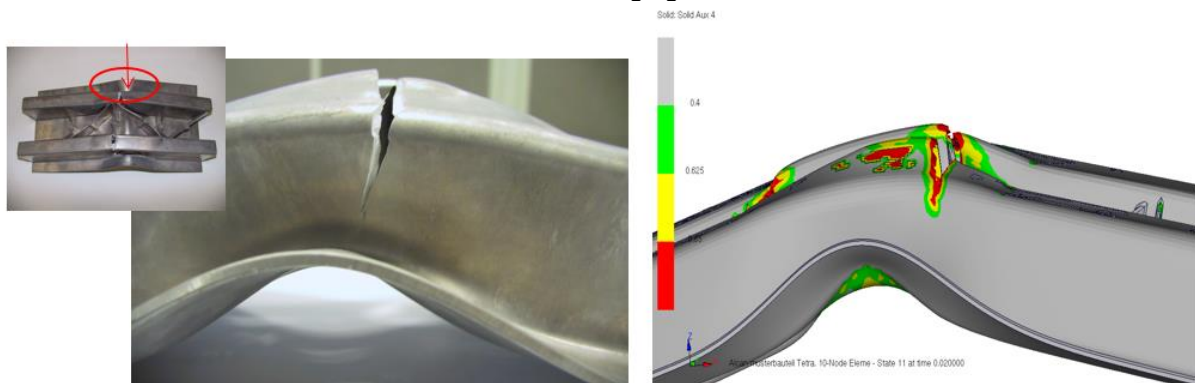 Solid: Solid Aux 4
0.4
0.625
Z
Alcan Musterbauteil Tetra. 10-Node Eleme - State 11 at time 0.020000